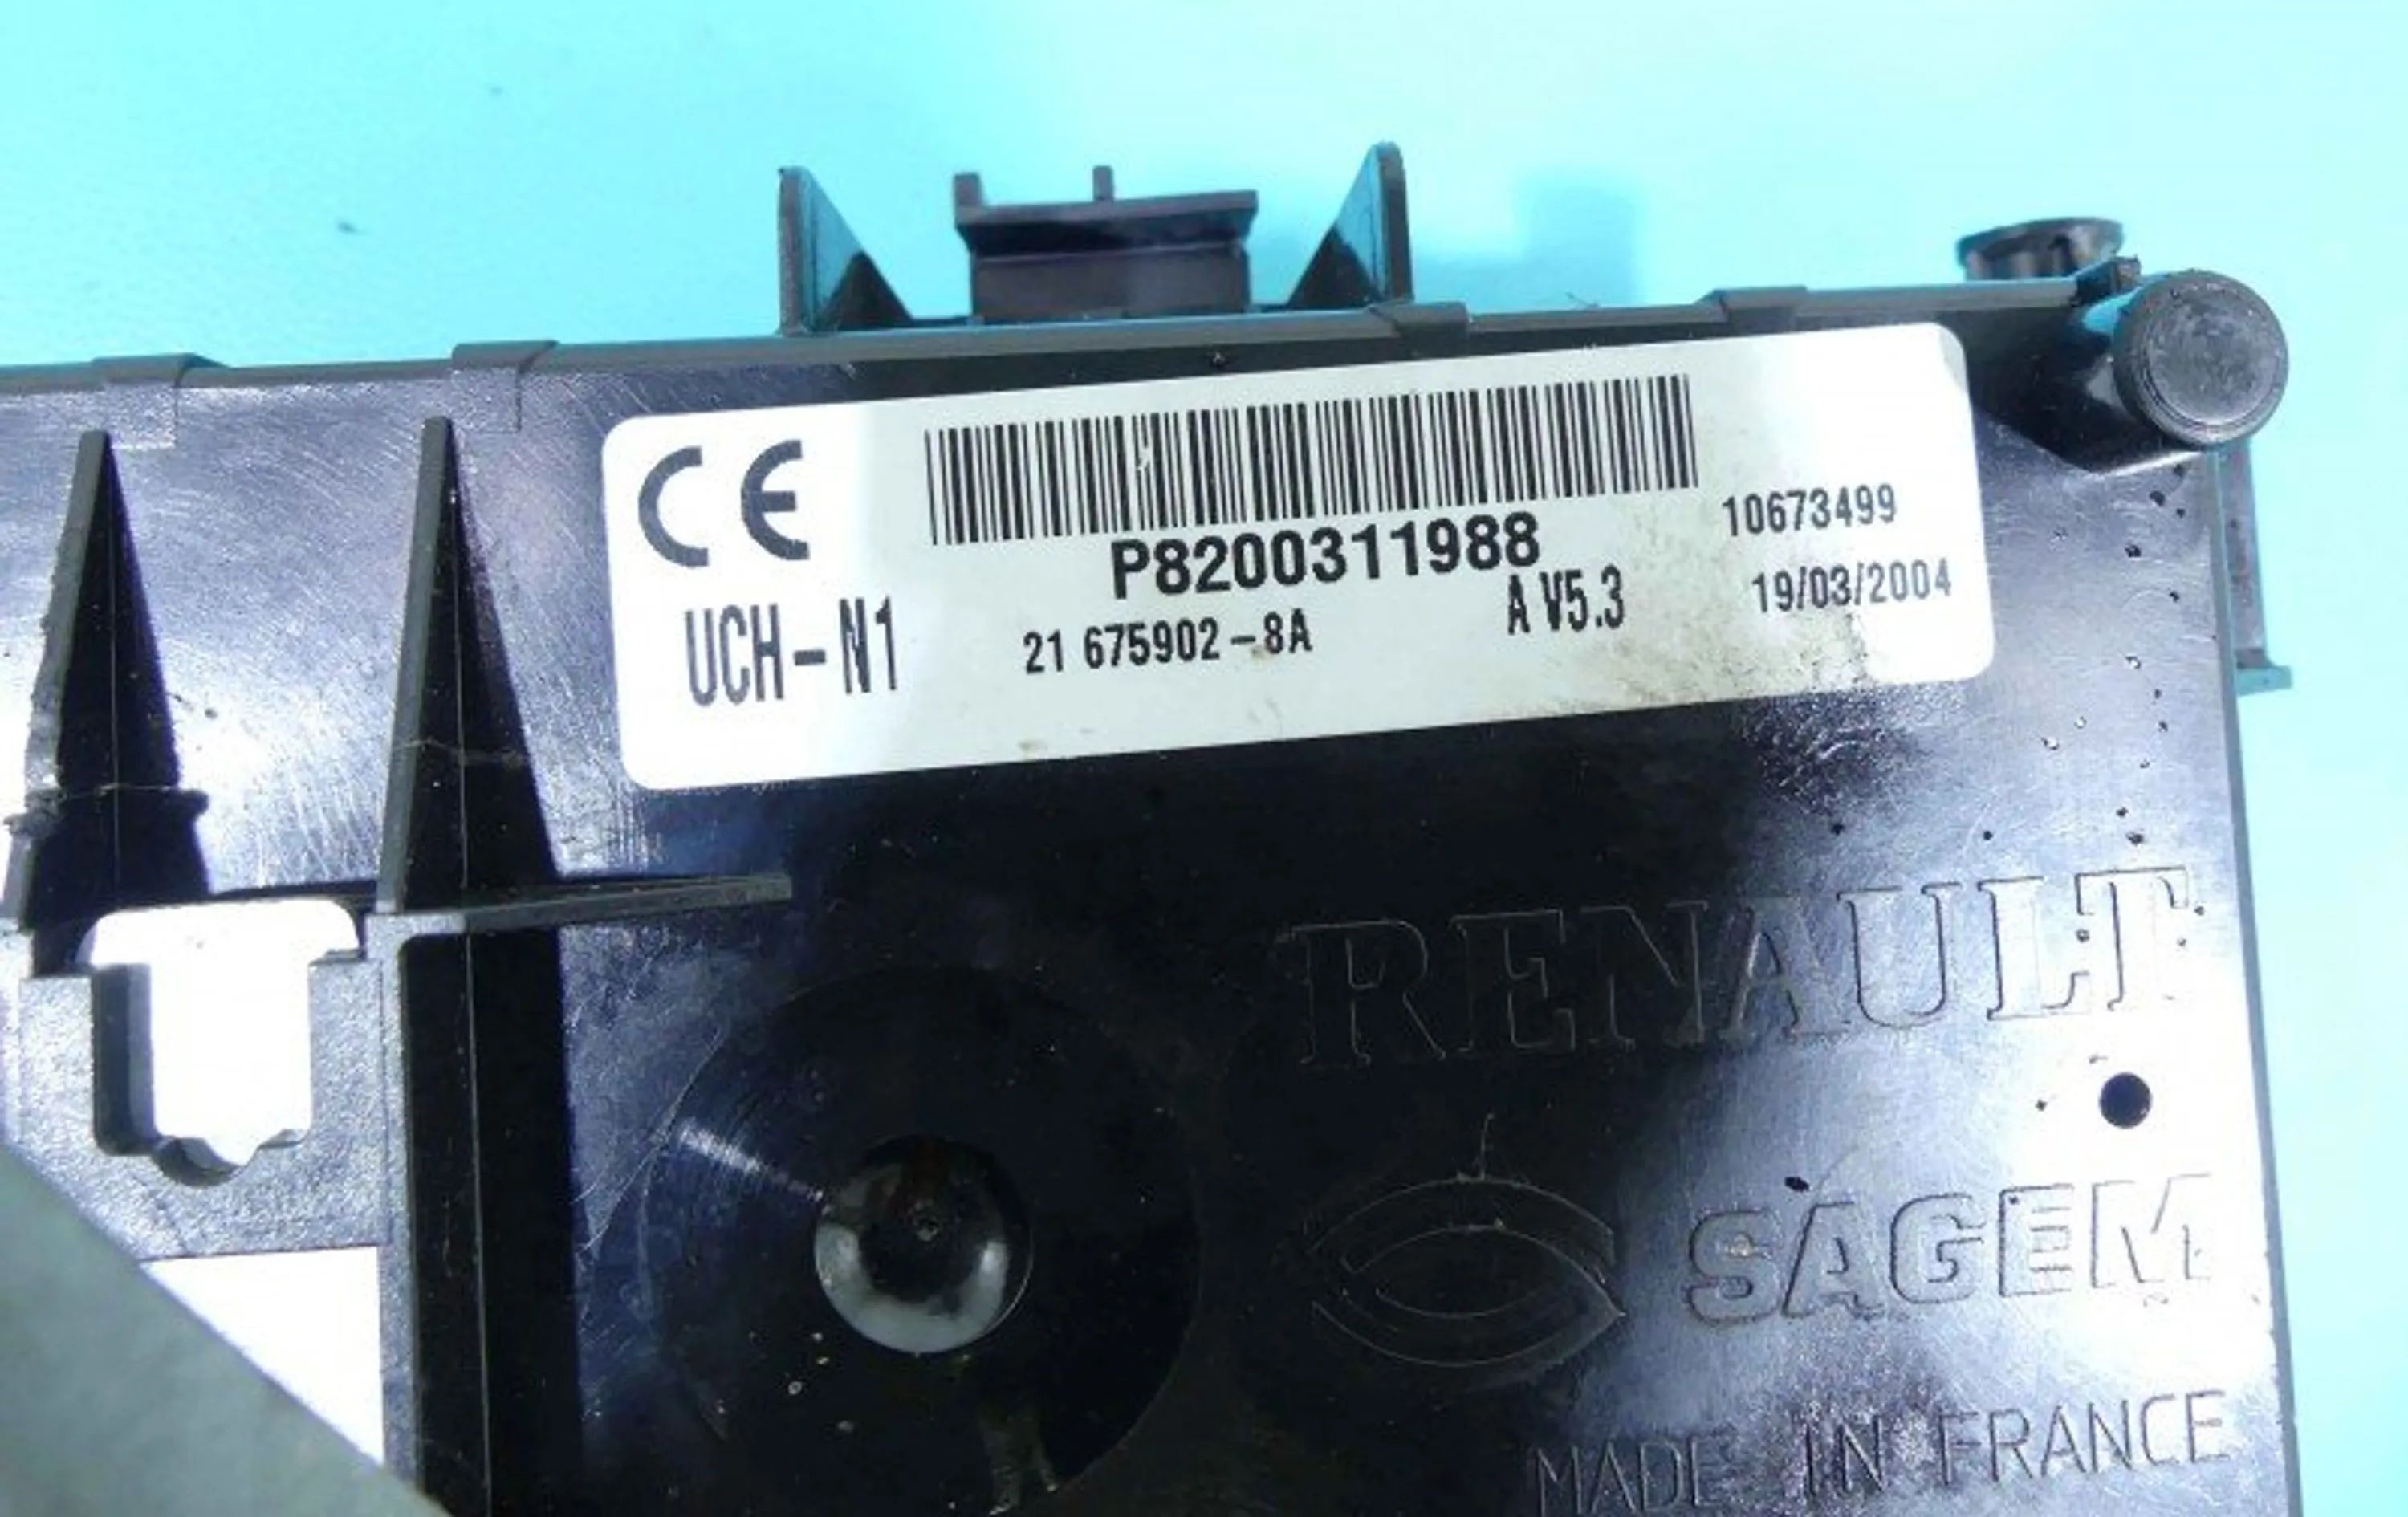 CE
P8200311988
10673499
UCH-N1
21 675902-8A
A V5.3
19/03/2004
RENAULT
SAGEM
MADE IN FRANCE